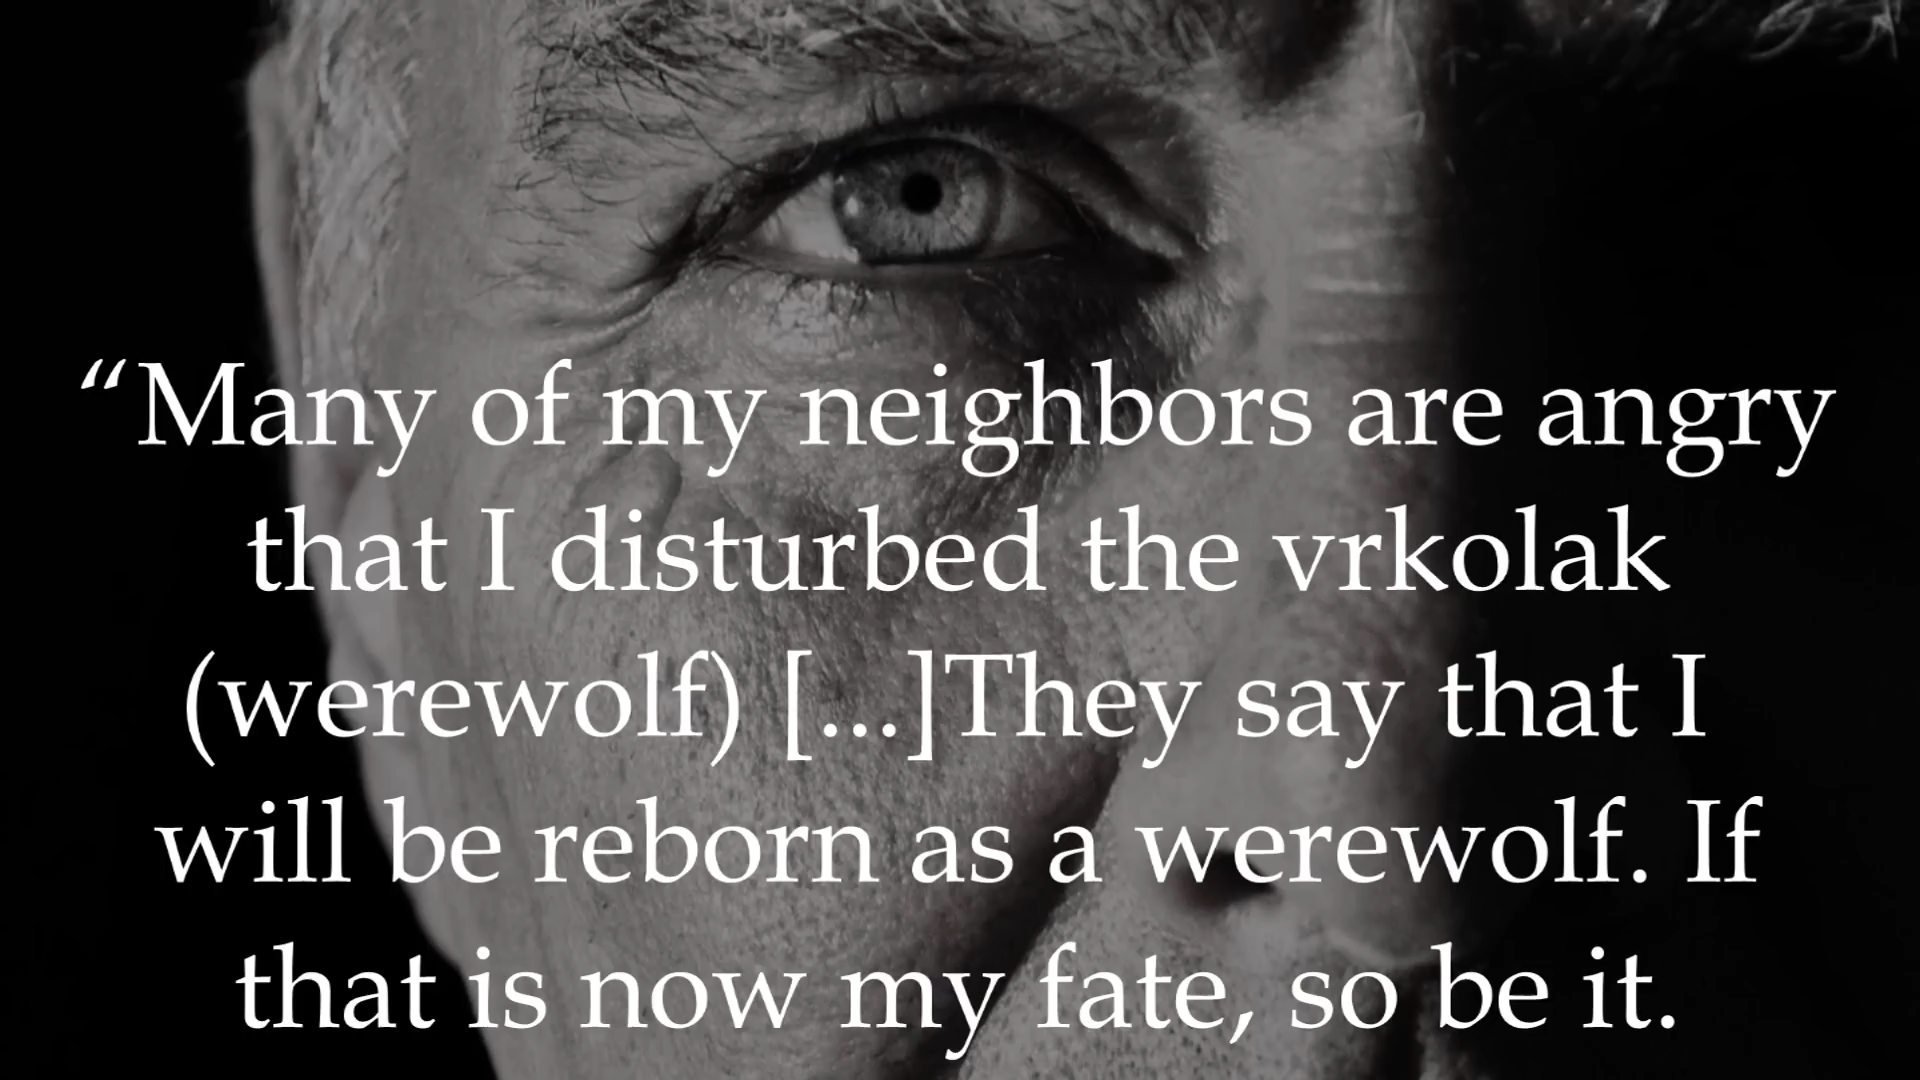 “Many of my neighbors are angry
that I disturbed the vrkolak
(werewolf) [...]They say that I
will be reborn as a werewolf. If
that is now my fate, so be it.